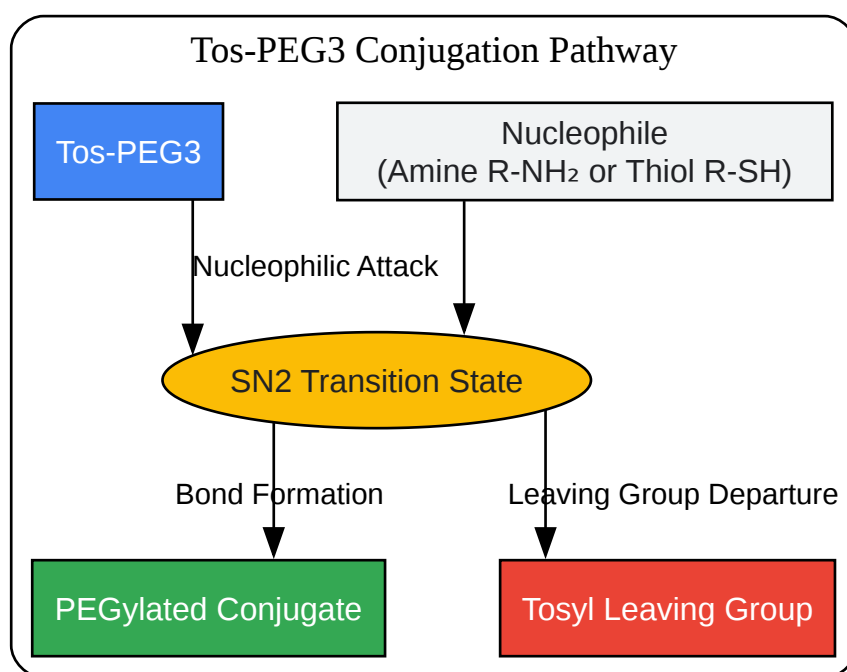 Tos-PEG3 Conjugation Pathway
Tos-PEG3
Nucleophile
(Amine R-NH₂ or Thiol R-SH)
Nucleophilic Attack
SN2 Transition State
Bond Formation
Leaving Group Departure
PEGylated Conjugate
Tosyl Leaving Group